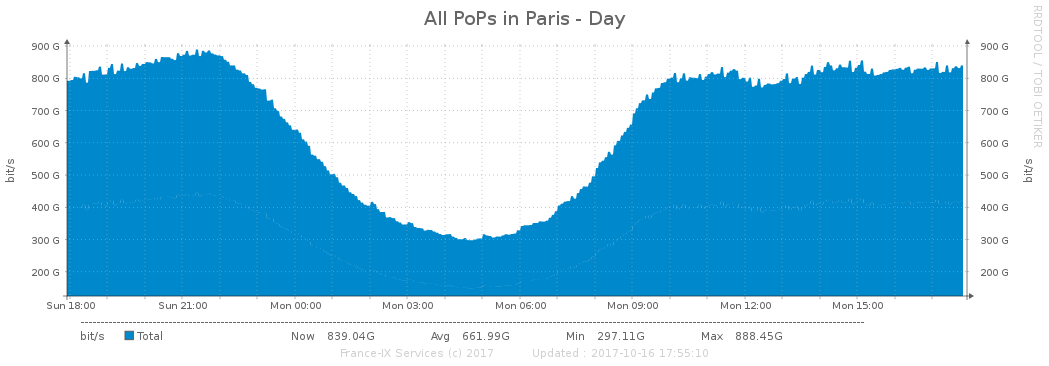 All PoPs in Paris - Day
RRDTOOL / TOBI OETIKER
900 G 900 G
800 G 800 G
700 G 700 G
600 G 600 G
500 G 500 G
400 G 400 G
300 G 300 G
200 G 200 G
bit/s bit/s
Sun 18:00 Sun 21:00 Mon 00:00 Mon 03:00 Mon 06:00 Mon 09:00 Mon 12:00 Mon 15:00
bit/s Total Now 839.04G Avg 661.99G Min 297.11G Max 888.45G
France-IX Services (c) 2017 Updated : 2017-10-16 17:55:10